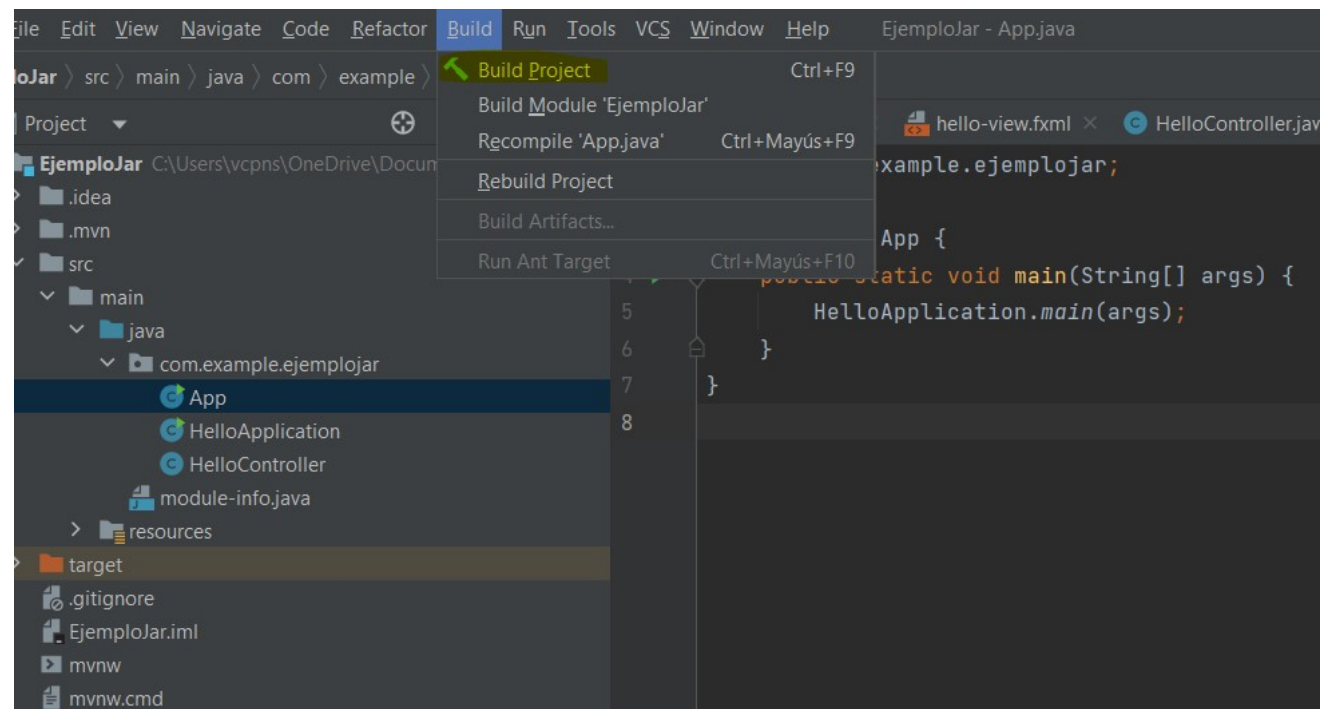 File Edit View Navigate Code Refactor Build Run Tools VCS Window Help EjemploJar - App.java
loJar src main java com example
Build Project Ctrl+F9
Build Module 'EjemploJar'
Recompile 'App.java' Ctrl+Mayús+F9
Rebuild Project
Build Artifacts...
Run Ant Target Ctrl+Mayús+F10
hello-view.fxml HelloController.jav
Project
EjemploJar C:\Users\vcpns\OneDrive\Docum
.idea
.mvn
src
main
java
com.example.ejemplojar
App
HelloApplication
HelloController
module-info.java
resources
target
.gitignore
EjemploJar.iml
mvnw
mvnw.cmd
example.ejemplojar;
App {
public static void main(String[] args) {
5 HelloApplication.main(args);
6 }
7 }
8